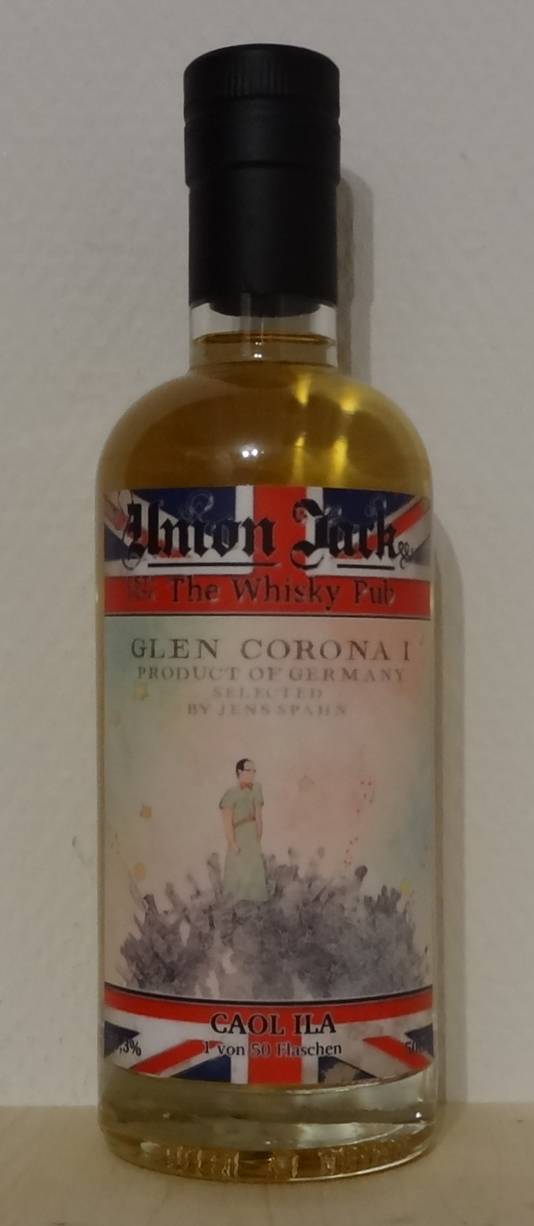 Union Jack
The Whisky Pub
GLEN CORONA I
PRODUCT OF GERMANY
SELECTED
BY JENS SPAHN
CAOL ILA
1 von 50 Flaschen